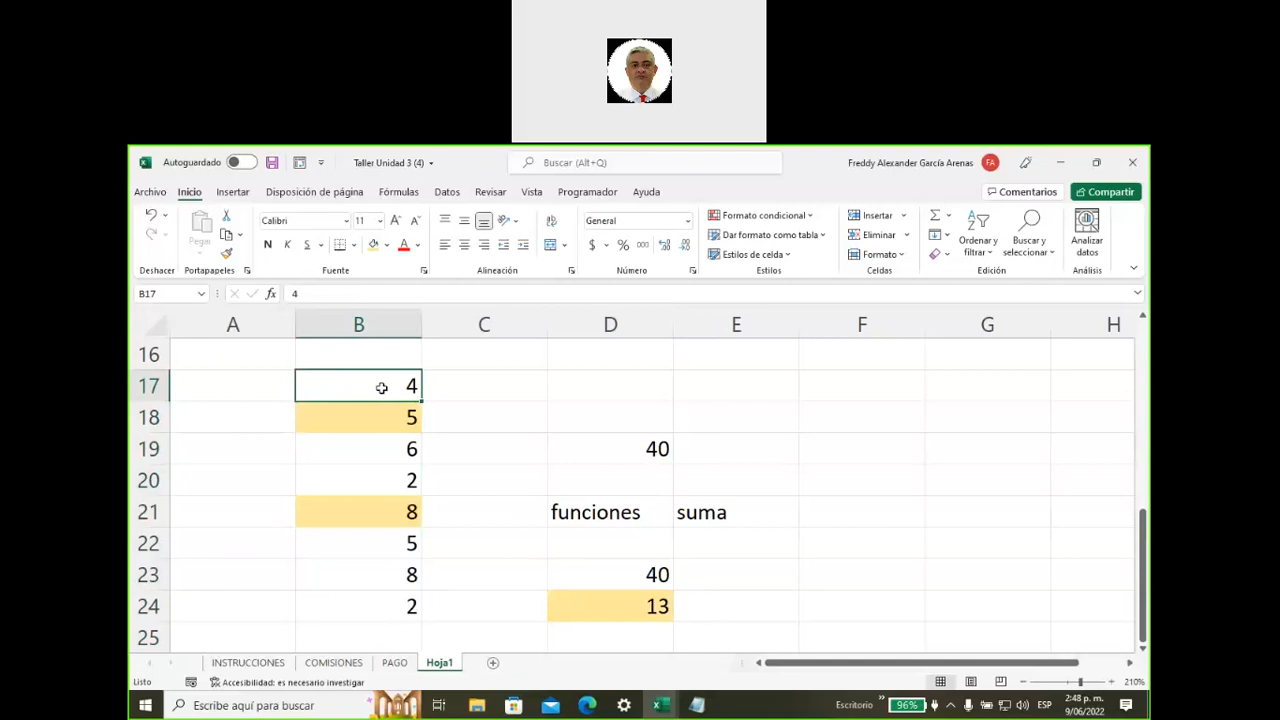 Autoguardado Taller Unidad 3 (4) Buscar (Alt+Q) Freddy Alexander García Arenas FA
Archivo Inicio Insertar Disposición de página Fórmulas Datos Revisar Vista Programador Ayuda Comentarios Compartir
Calibri 11 General Formato condicional Insertar
Pegar N K S $ % 000 Dar formato como tabla Eliminar Ordenar y filtrar Buscar y seleccionar Analizar datos
Estilos de celda Formato
Deshacer Portapapeles Fuente Alineación Número Estilos Celdas Edición Análisis
B17 fx 4
A B C D E F G H
16
17 4
18 5
19 6 40
20 2
21 8 funciones suma
22 5
23 8 40
24 2 13
25
INSTRUCCIONES COMISIONES PAGO Hoja1
Listo Accesibilidad: es necesario investigar 210%
Escribe aquí para buscar Escritorio 96% ESP 2:48 p. m.
9/06/2022